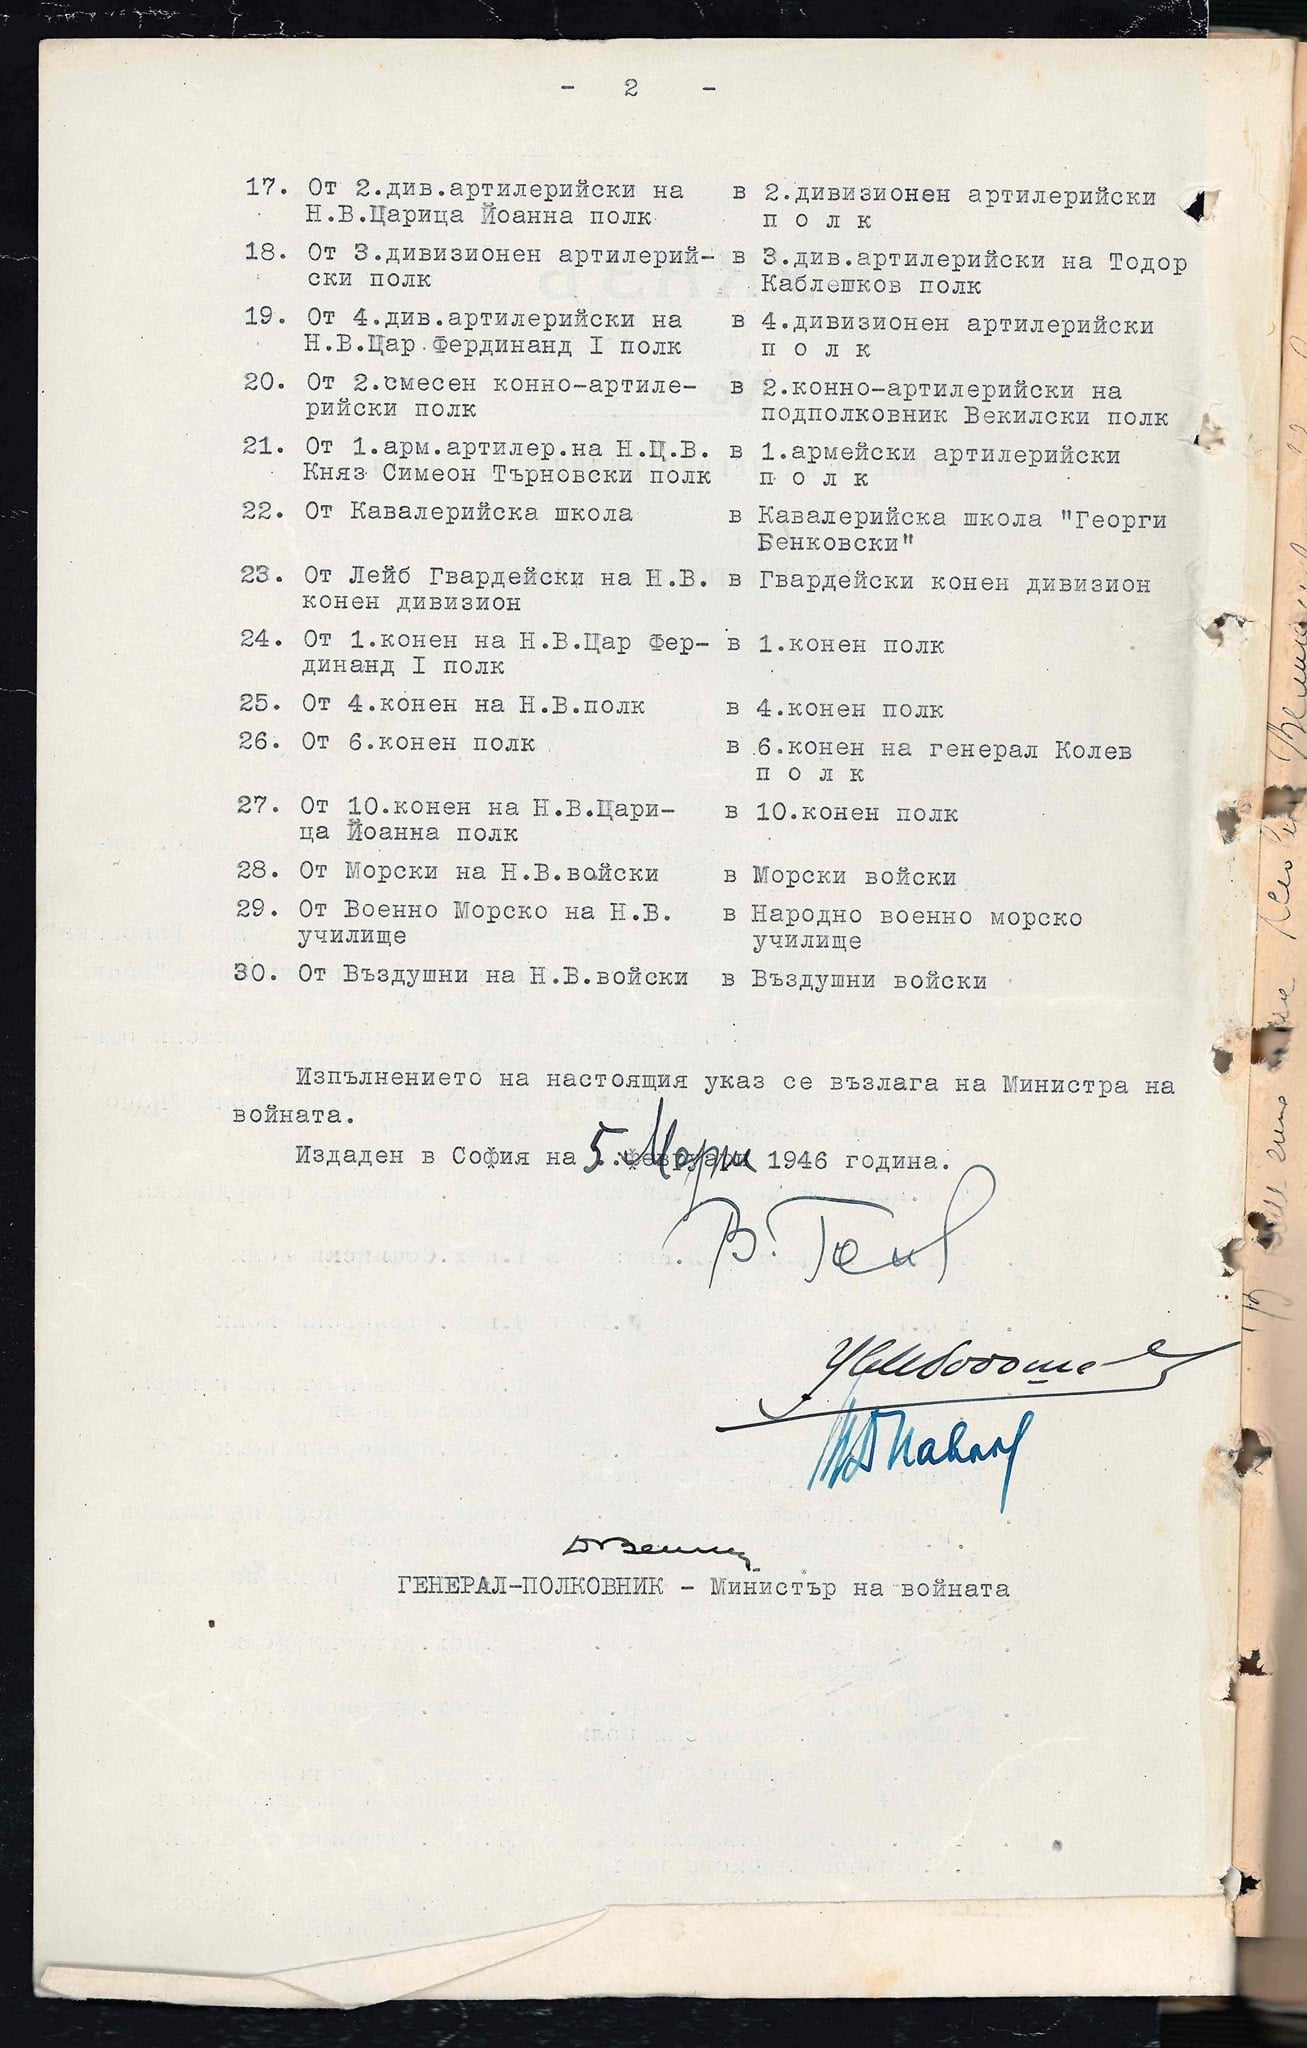 - 2 -
17. От 2.див.артилерийски на в 2.дивизионен артилерийски
Н.В.Царица Йоанна полк п о л к
18. От 3.дивизионен артилерий- в 3.див.артилерийски на Тодор
ски полк Каблешков полк
19. От 4.див.артилерийски на в 4.дивизионен артилерийски
Н.В.Цар Фердинанд I полк п о л к
20. От 2.смесен конно-артиле- в 2.конно-артилерийски на
рийски полк подполковник Векилски полк
21. От 1.арм.артилер.на Н.Ц.В. в 1.армейски артилерийски
Княз Симеон Търновски полк п о л к
22. От Кавалерийска школа в Кавалерийска школа "Георги
Бенковски"
23. От Лейб Гвардейски на Н.В. в Гвардейски конен дивизион
конен дивизион
24. От 1.конен на Н.В.Цар Фер- в 1.конен полк
динанд I полк
25. От 4.конен на Н.В.полк в 4.конен полк
26. От 6.конен полк в 6.конен на генерал Колев
п о л к
27. От 10.конен на Н.В.Цари- в 10.конен полк
ца Йоанна полк
28. От Морски на Н.В.войски в Морски войски
29. От Военно Морско на Н.В. в Народно военно морско
училище училище
30. От Въздушни на Н.В.войски в Въздушни войски
Изпълнението на настоящия указ се възлага на Министра на
войната.
Издаден в София на 5 Март 1946 година.
В. Ганев
Цв. Бобошевски
Т. Павлов
ГЕНЕРАЛ-ПОЛКОВНИК - Министър на войната